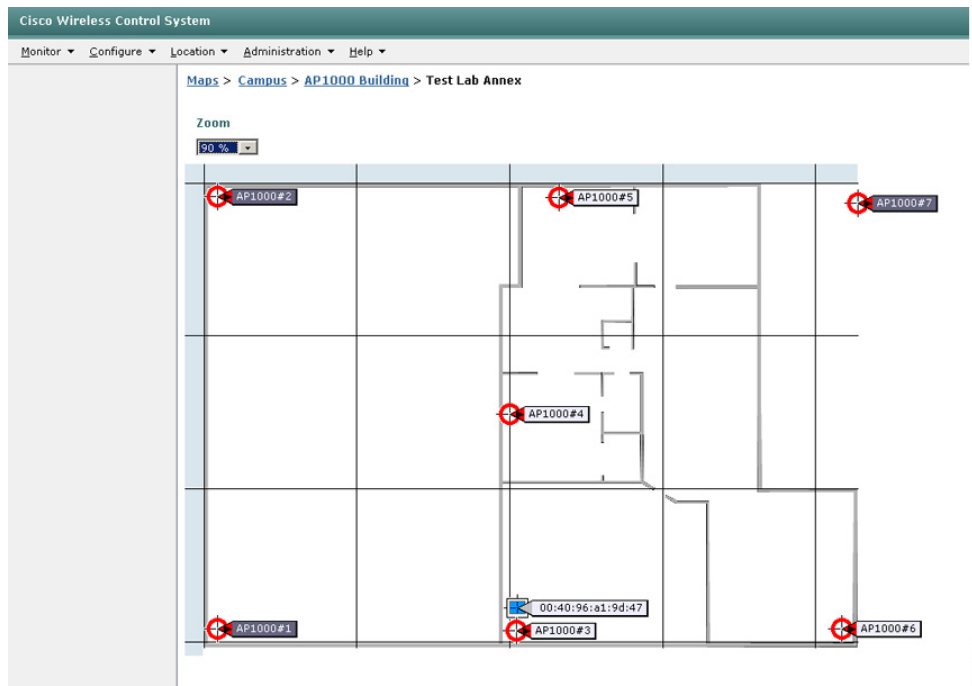 Cisco Wireless Control System
Monitor Configure Location Administration Help
Maps > Campus > AP1000 Building > Test Lab Annex
Zoom
90 %
AP1000#2
AP1000#5
AP1000#7
AP1000#4
00:40:96:a1:9d:47
AP1000#1
AP1000#3
AP1000#6